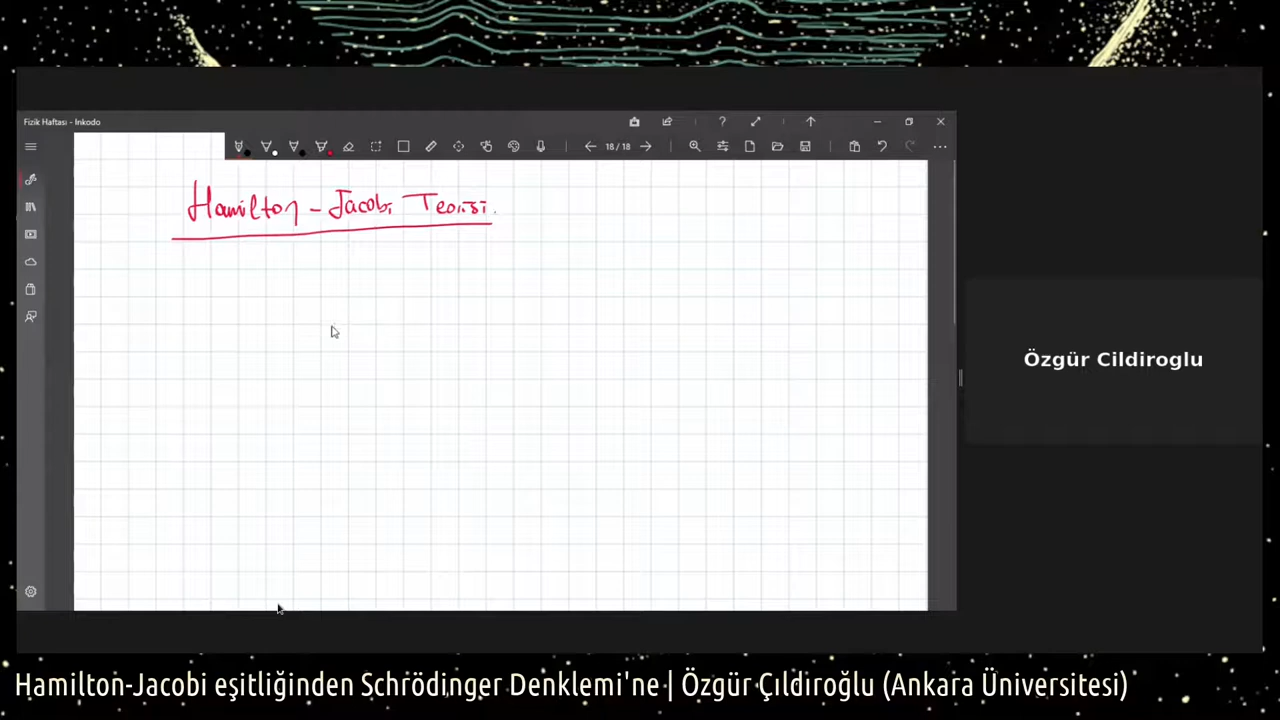 Fizik Haftası - Inkodo
18 / 18
Hamilton - Jacobi Teorisi.
Özgür Cildiroglu
Hamilton-Jacobi eşitliğinden Schrödinger Denklemi'ne | Özgür Çıldıroğlu (Ankara Üniversitesi)